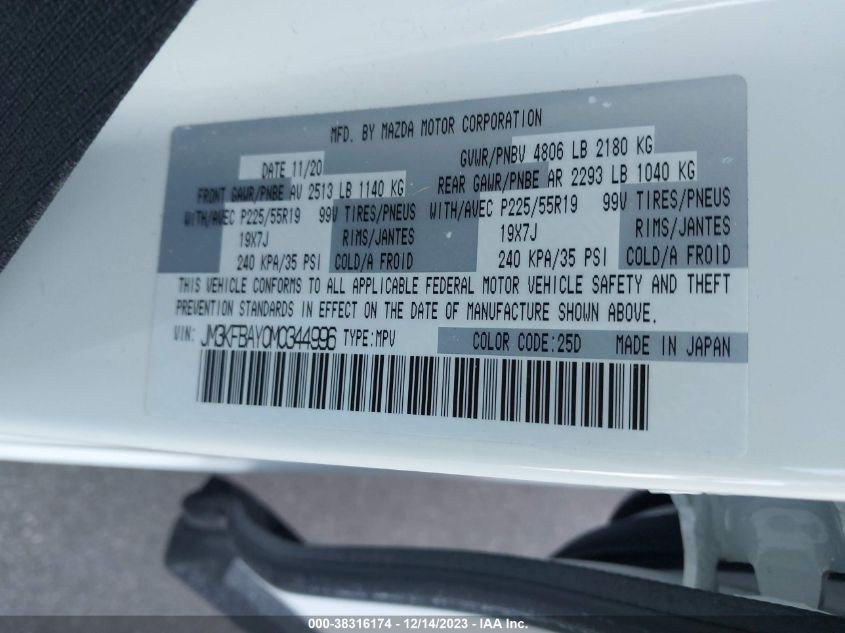 MFD. BY MAZDA MOTOR CORPORATION
DATE 11/20 GVWR/PNBV 4806 LB 2180 KG
FRONT GAWR/PNBE AV 2513 LB 1140 KG REAR GAWR/PNBE AR 2293 LB 1040 KG
WITH/AVEC P225/55R19 99V TIRES/PNEUS WITH/AVEC P225/55R19 99V TIRES/PNEUS
19X7J RIMS/JANTES 19X7J RIMS/JANTES
240 KPA/35 PSI COLD/A FROID 240 KPA/35 PSI COLD/A FROID
THIS VEHICLE CONFORMS TO ALL APPLICABLE FEDERAL MOTOR VEHICLE SAFETY AND THEFT
PREVENTION STANDARDS IN EFFECT ON THE DATE OF MANUFACTURE SHOWN ABOVE.
VIN: JM3KFBAY0M0344996 TYPE:MPV COLOR CODE:25D MADE IN JAPAN
000-38316174 - 12/14/2023 - IAA Inc.